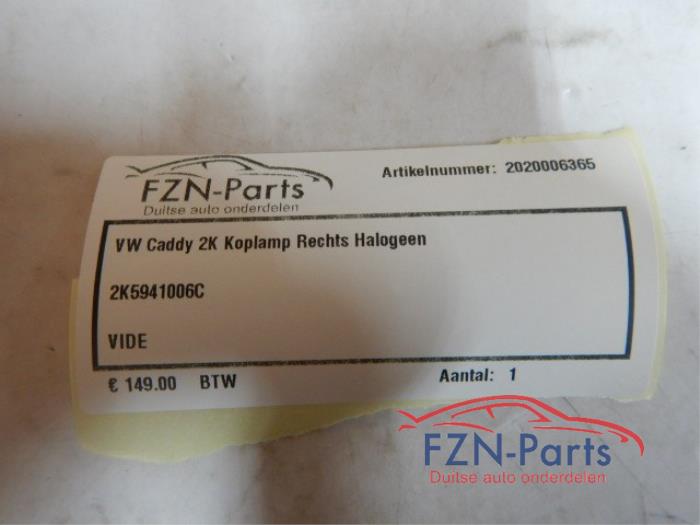 FZN-Parts
Duitse auto onderdelen
Artikelnummer: 2020006365
VW Caddy 2K Koplamp Rechts Halogeen
2K5941006C
VIDE
€ 149.00 BTW
Aantal: 1
FZN-Parts
Duitse auto onderdelen